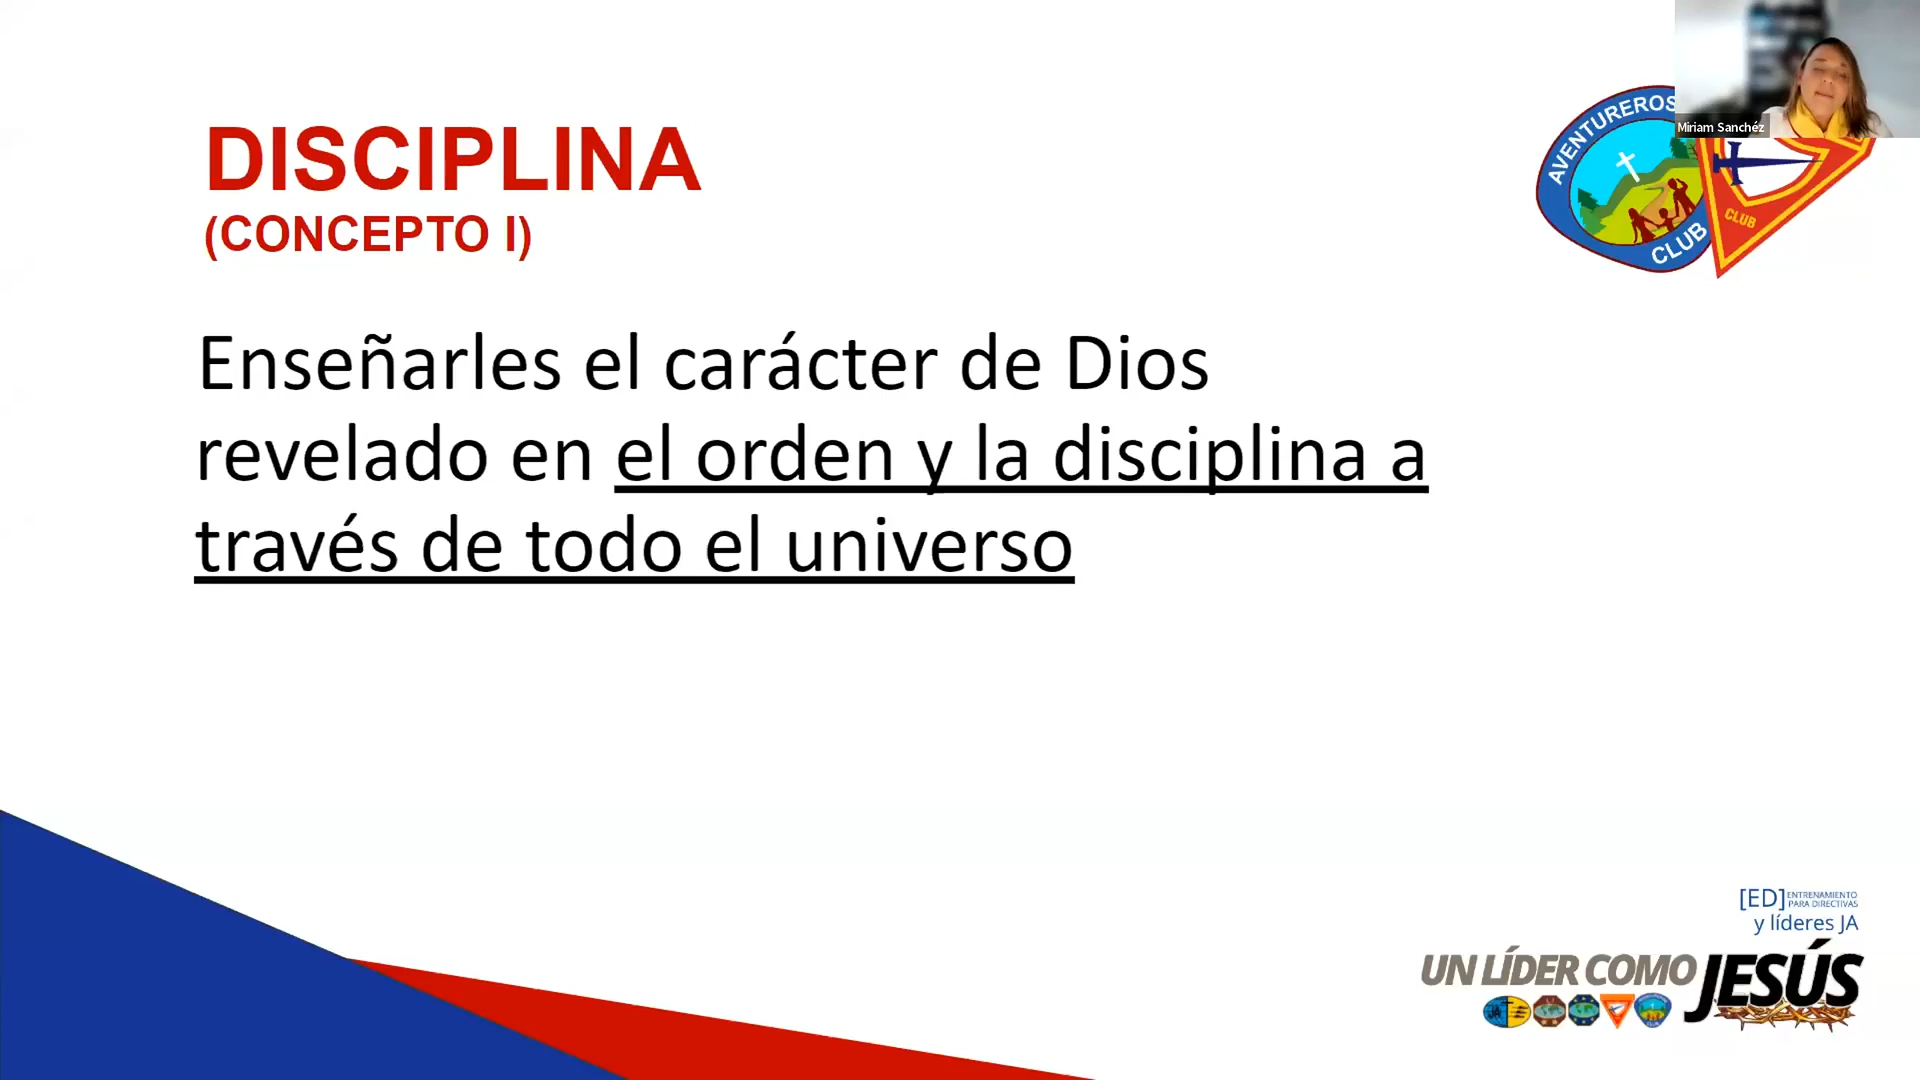 DISCIPLINA
(CONCEPTO I)
AVENTUREROS
CLUB
CLUB
Miriam Sanchéz
Enseñarles el carácter de Dios
revelado en el orden y la disciplina a
través de todo el universo
[ED] ENTRENAMIENTO
PARA DIRECTIVAS
y líderes JA
UN LÍDER COMO JESÚS